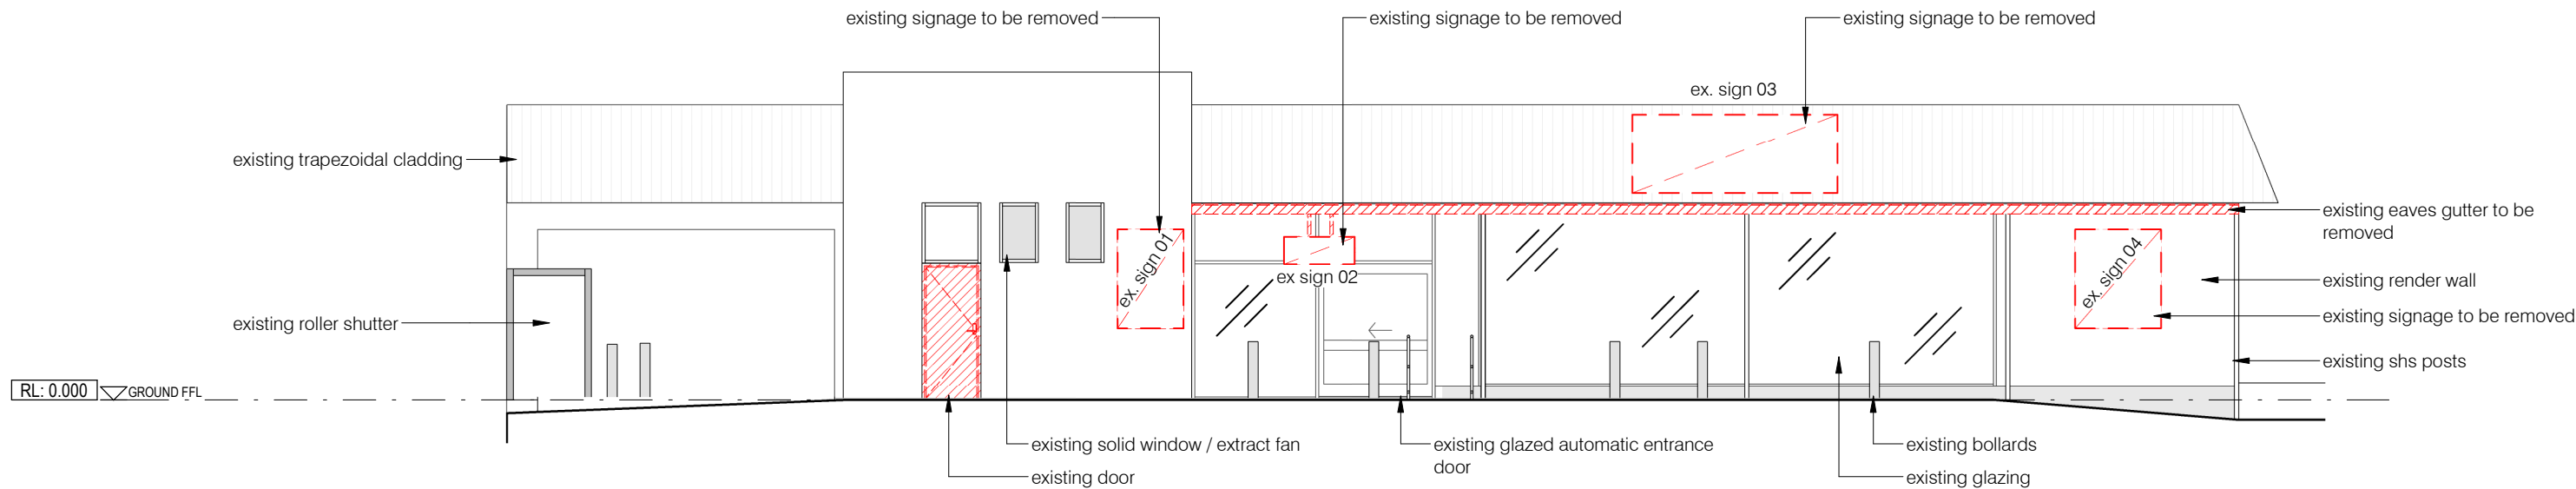 existing signage to be removed
existing signage to be removed
existing signage to be removed
ex. sign 03
existing trapezoidal cladding
existing eaves gutter to be
removed
ex. sign 01
ex sign 02
ex. sign 04
existing render wall
existing roller shutter
existing signage to be removed
existing shs posts
RL: 0.000
GROUND FFL
existing solid window / extract fan
existing glazed automatic entrance
door
existing bollards
existing door
existing glazing